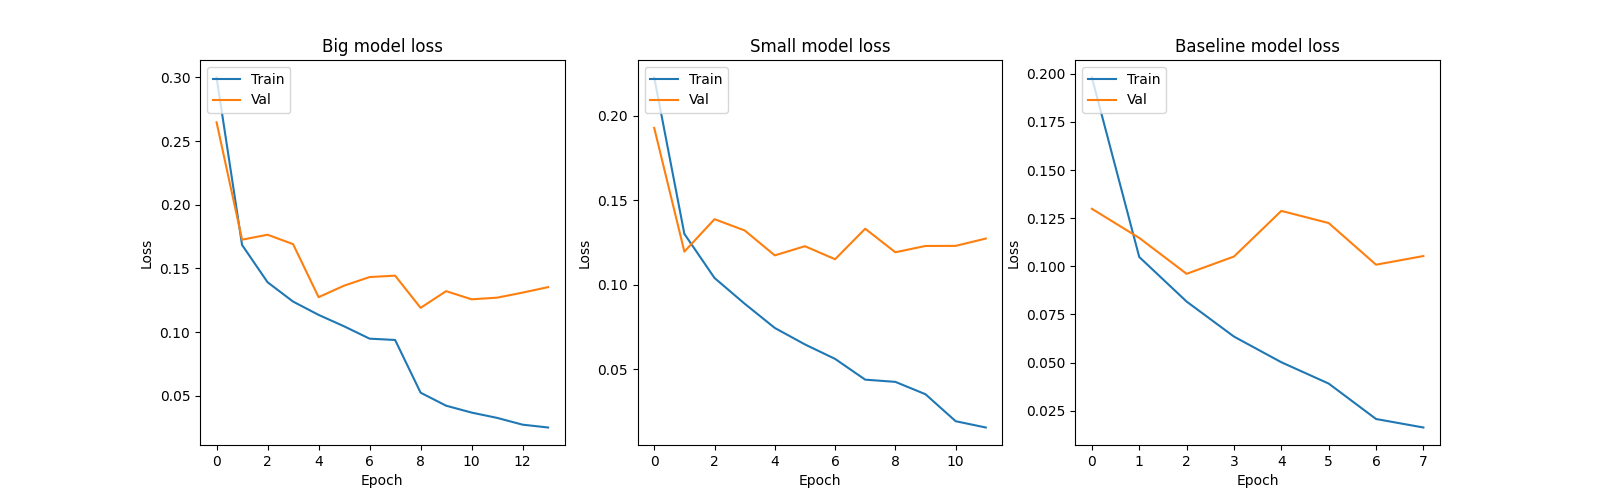 Big model loss
Train
Val
0.30
0.25
0.20
0.15
0.10
0.05
Loss
0 2 4 6 8 10 12
Epoch
Small model loss
Train
Val
0.20
0.15
0.10
0.05
Loss
0 2 4 6 8 10
Epoch
Baseline model loss
Train
Val
0.200
0.175
0.150
0.125
0.100
0.075
0.050
0.025
Loss
0 1 2 3 4 5 6 7
Epoch